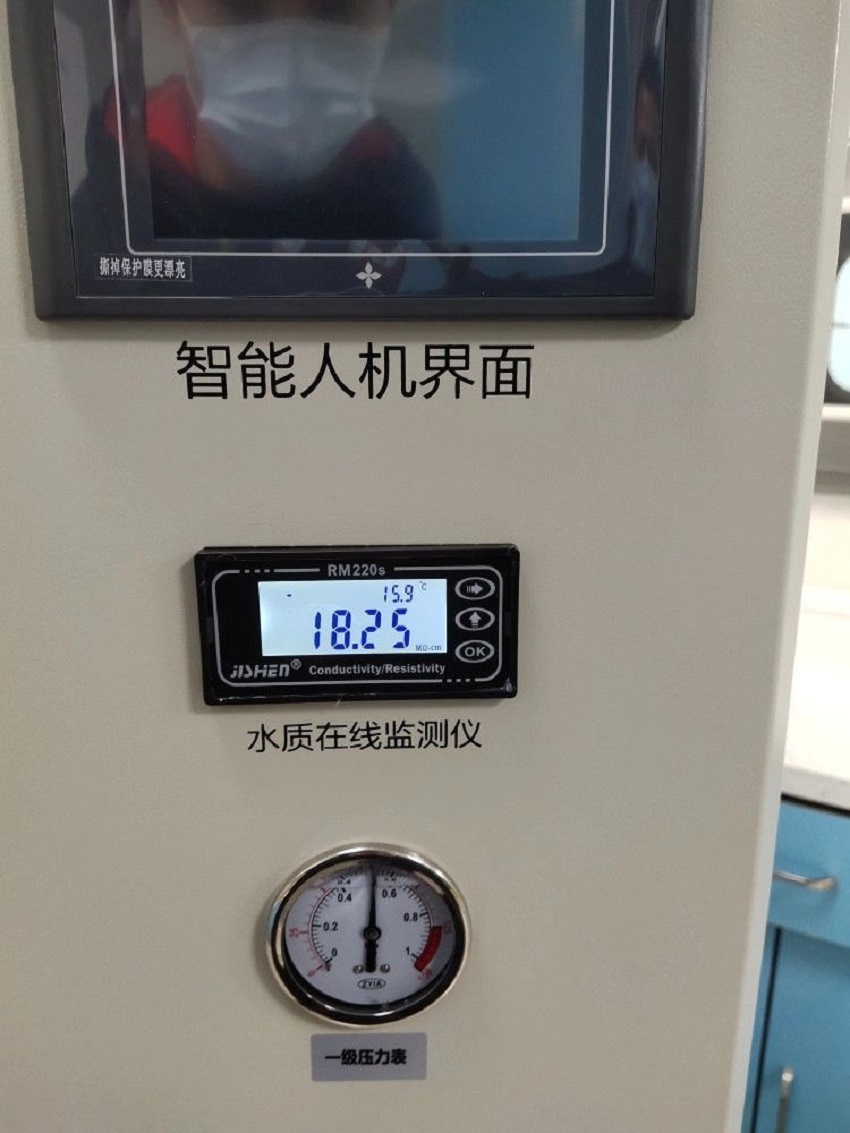 撕掉保护膜更漂亮
智能人机界面
RM220s
- 15.9 °C
18.25
MΩ-cm
OK
JISHEN® Conductivity/Resistivity
水质在线监测仪
0.4 0.6
0.2 0.8
0 1
ZYIA
一级压力表